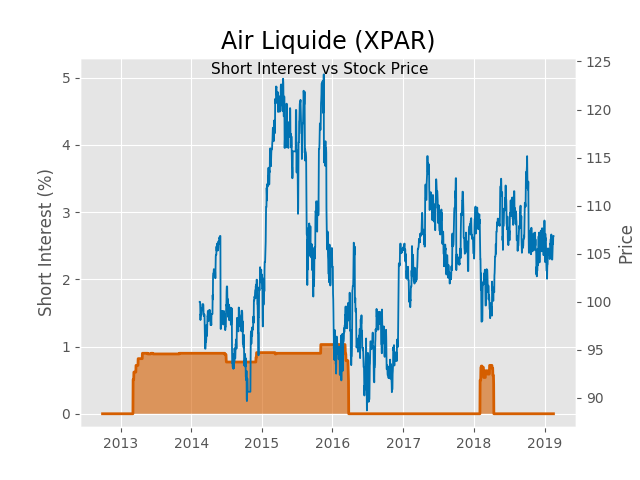 Air Liquide (XPAR)
Short Interest vs Stock Price
Short Interest (%)
5
4
3
2
1
0
125
120
115
110
105
100
95
90
Price
2013 2014 2015 2016 2017 2018 2019